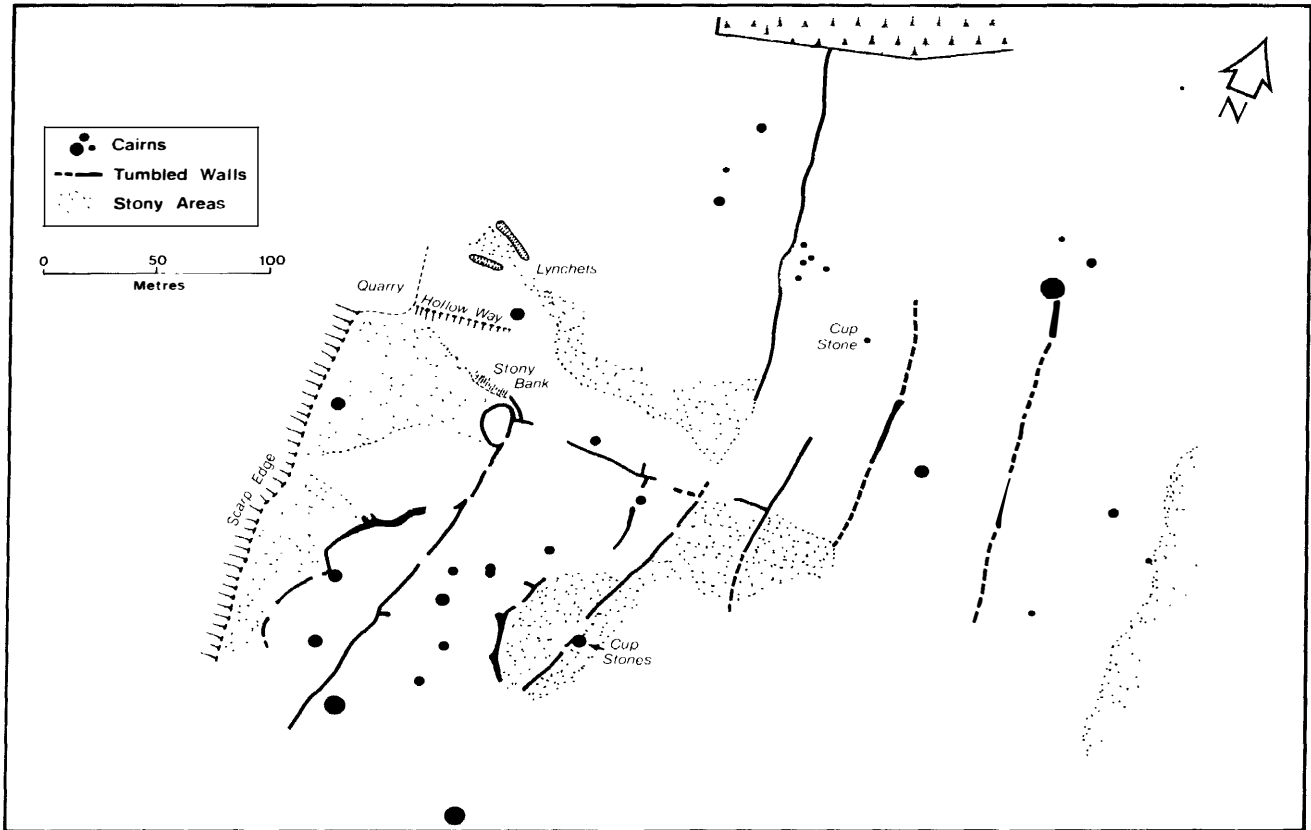 N
Cairns
Tumbled Walls
Stony Areas
0 50 100
Metres
Quarry
Lynchets
Hollow Way
Stony
Bank
Cup
Stone
Scarp Edge
Cup
Stones